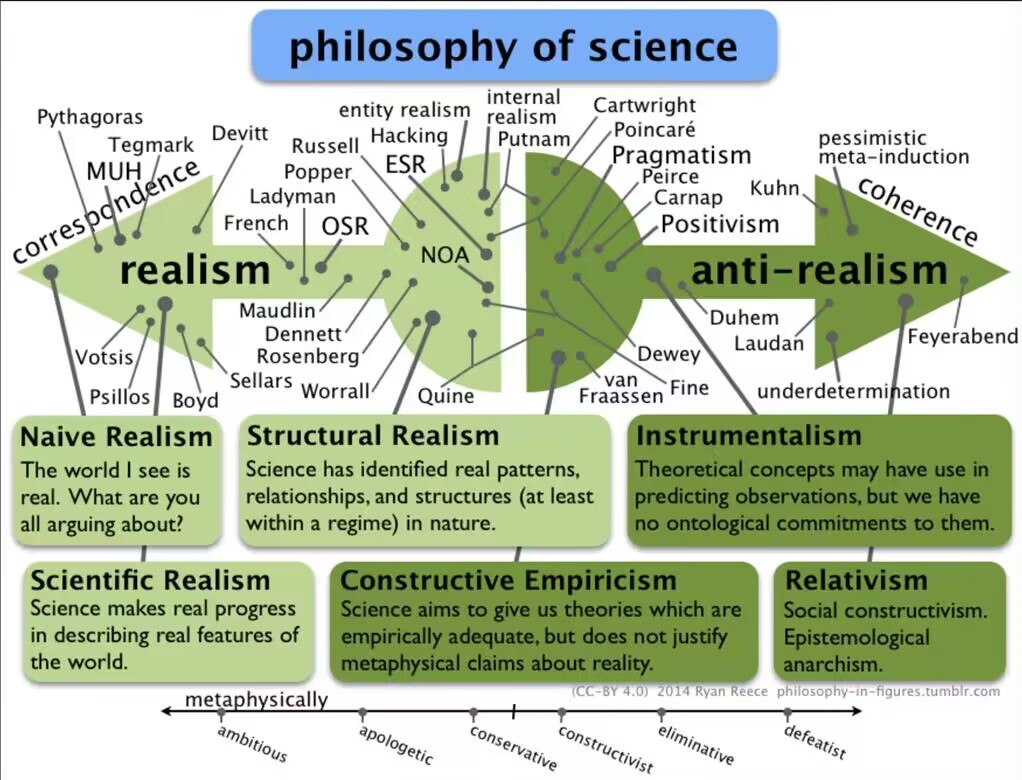 philosophy of science
Pythagoras
Tegmark
MUH
Devitt
correspondence
entity realism
Hacking
Russell
Popper
ESR
Ladyman
French
OSR
internal
realism
Putnam
Cartwright
Poincaré
Pragmatism
Peirce
Carnap
Positivism
pessimistic
meta-induction
Kuhn
coherence
NOA
realism
anti-realism
Maudlin
Dennett
Rosenberg
Worrall
Votsis
Psillos
Boyd
Sellars
Quine
Dewey
van
Fraassen
Fine
Duhem
Laudan
underdetermination
Feyerabend
Naive Realism
The world I see is
real. What are you
all arguing about?
Structural Realism
Science has identified real patterns,
relationships, and structures (at least
within a regime) in nature.
Instrumentalism
Theoretical concepts may have use in
predicting observations, but we have
no ontological commitments to them.
Scientific Realism
Science makes real progress
in describing real features of
the world.
Constructive Empiricism
Science aims to give us theories which are
empirically adequate, but does not justify
metaphysical claims about reality.
Relativism
Social constructivism.
Epistemological
anarchism.
(CC-BY 4.0) 2014 Ryan Reece philosophy-in-figures.tumblr.com
metaphysically
ambitious
apologetic
conservative
constructivist
eliminative
defeatist